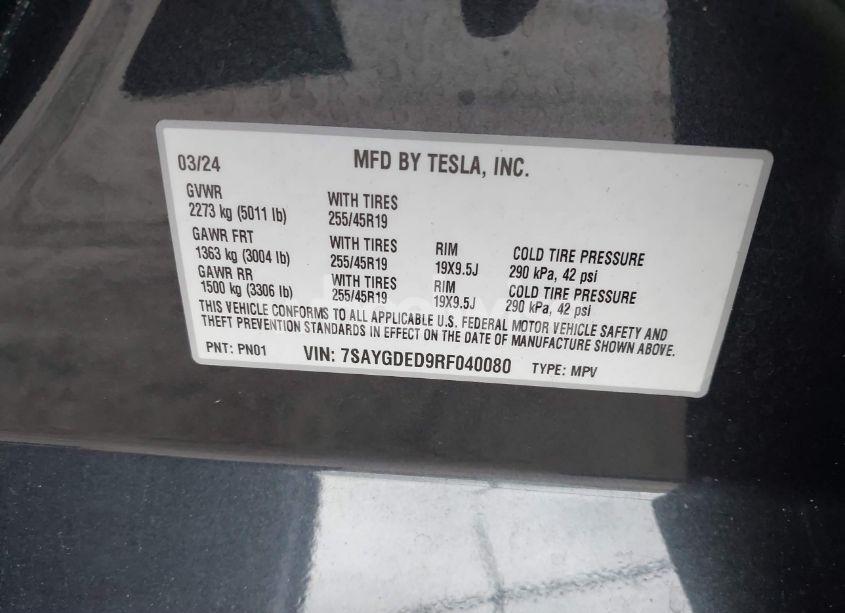 03/24 MFD BY TESLA, INC.
GVWR
2273 kg (5011 lb) WITH TIRES
255/45R19
GAWR FRT
1363 kg (3004 lb) WITH TIRES
255/45R19 RIM
19X9.5J COLD TIRE PRESSURE
290 kPa, 42 psi
GAWR RR
1500 kg (3306 lb) WITH TIRES
255/45R19 RIM
19X9.5J COLD TIRE PRESSURE
290 kPa, 42 psi
THIS VEHICLE CONFORMS TO ALL APPLICABLE U.S. FEDERAL MOTOR VEHICLE SAFETY AND
THEFT PREVENTION STANDARDS IN EFFECT ON THE DATE OF MANUFACTURE SHOWN ABOVE.
PNT: PN01 VIN: 7SAYGDED9RF040080 TYPE: MPV